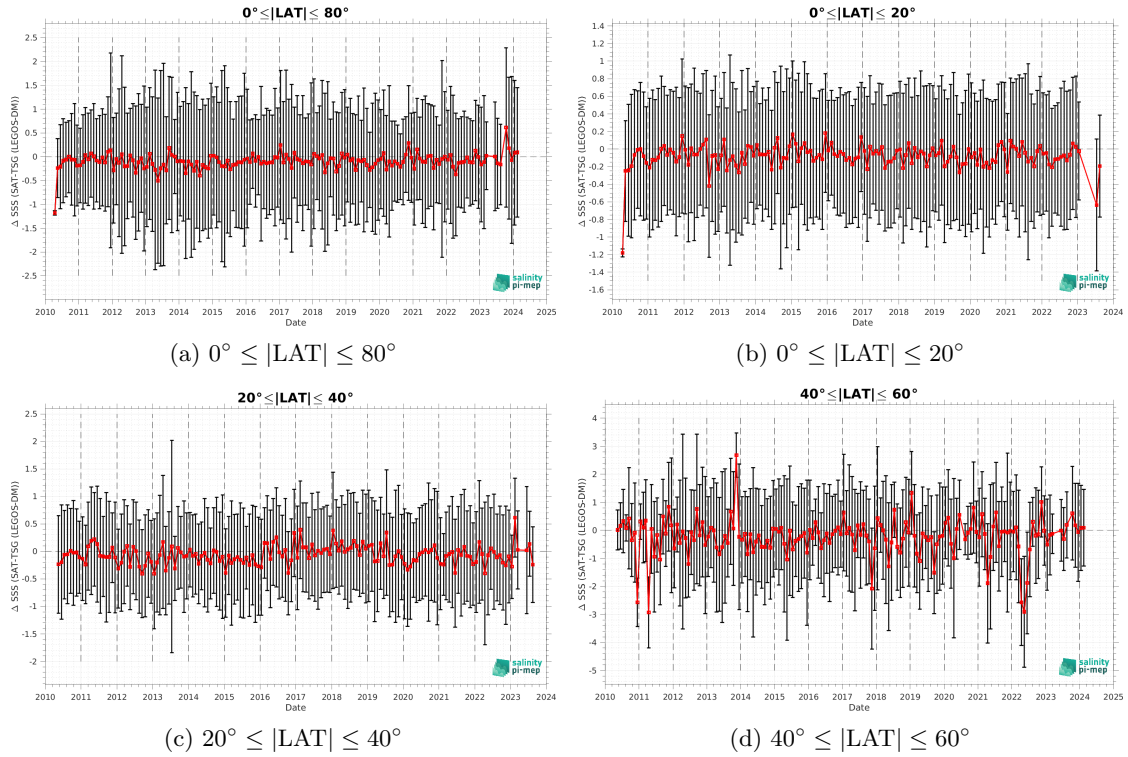 0°≤|LAT|≤ 80°
2.5
2
1.5
1
0.5
0
-0.5
-1
-1.5
-2
-2.5
Δ SSS (SAT-TSG (LEGOS-DM))
2010 2011 2012 2013 2014 2015 2016 2017 2018 2019 2020 2021 2022 2023 2024 2025
Date
salinity
pi-mep
(a) 0° ≤ |LAT| ≤ 80°
0°≤|LAT|≤ 20°
1.4
1.2
1
0.8
0.6
0.4
0.2
0
-0.2
-0.4
-0.6
-0.8
-1
-1.2
-1.4
-1.6
Δ SSS (SAT-TSG (LEGOS-DM))
2010 2011 2012 2013 2014 2015 2016 2017 2018 2019 2020 2021 2022 2023 2024
Date
salinity
pi-mep
(b) 0° ≤ |LAT| ≤ 20°
20°≤|LAT|≤ 40°
2.5
2
1.5
1
0.5
0
-0.5
-1
-1.5
-2
Δ SSS (SAT-TSG (LEGOS-DM))
2010 2011 2012 2013 2014 2015 2016 2017 2018 2019 2020 2021 2022 2023 2024
Date
salinity
pi-mep
(c) 20° ≤ |LAT| ≤ 40°
40°≤|LAT|≤ 60°
4
3
2
1
0
-1
-2
-3
-4
-5
Δ SSS (SAT-TSG (LEGOS-DM))
2010 2011 2012 2013 2014 2015 2016 2017 2018 2019 2020 2021 2022 2023 2024 2025
Date
salinity
pi-mep
(d) 40° ≤ |LAT| ≤ 60°